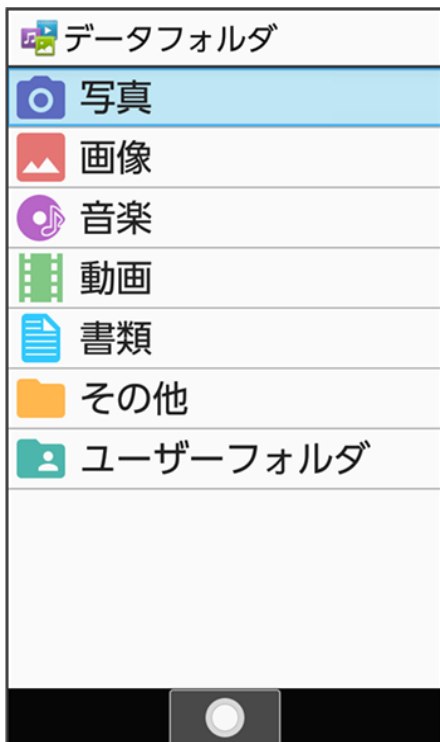 データフォルダ
写真
画像
音楽
動画
書類
その他
ユーザーフォルダ